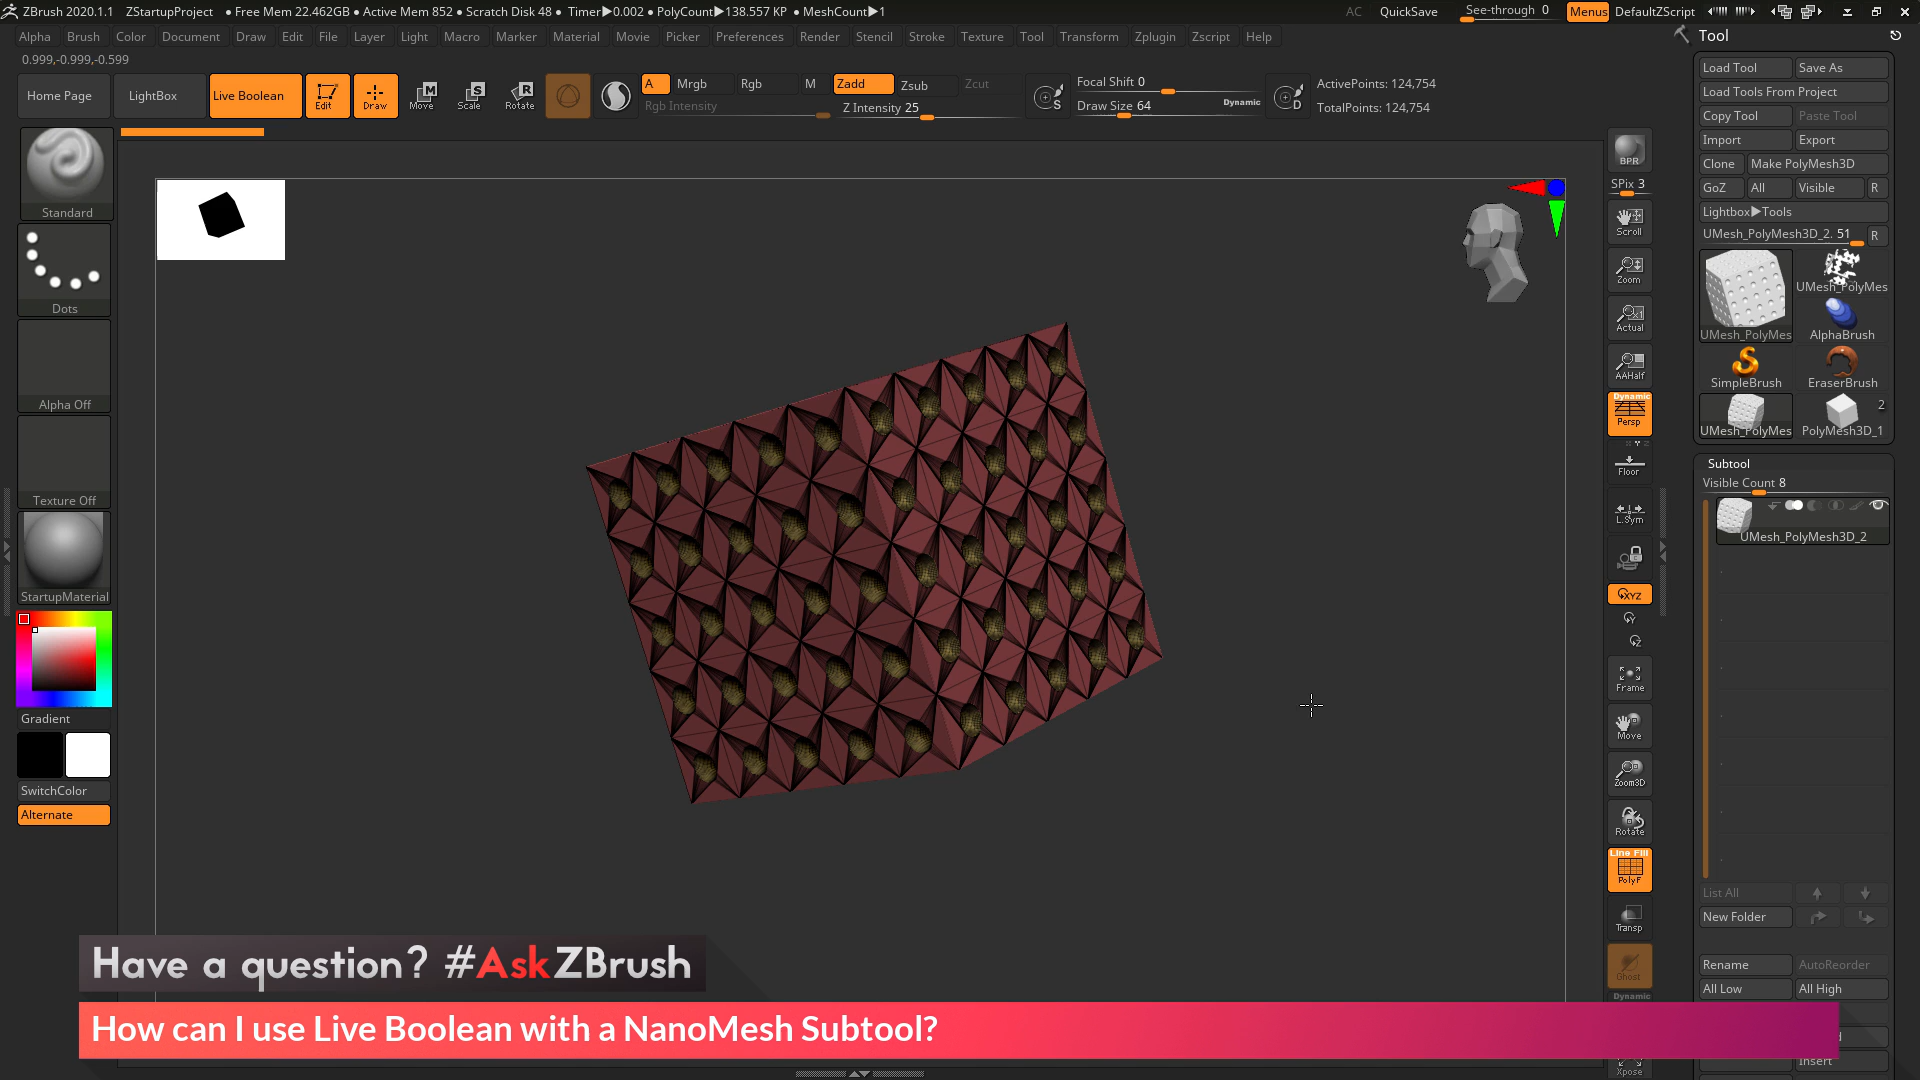 ZBrush 2020.1.1 ZStartupProject • Free Mem 22.462GB • Active Mem 852 • Scratch Disk 48 • Timer▶0.002 • PolyCount▶138.557 KP • MeshCount▶1 AC QuickSave See-through 0 Menus DefaultZScript
Alpha Brush Color Document Draw Edit File Layer Light Macro Marker Material Movie Picker Preferences Render Stencil Stroke Texture Tool Transform Zplugin Zscript Help
Tool
0.999,-0.999,-0.599
Home Page LightBox Live Boolean Edit Draw Move Scale Rotate
A Mrgb Rgb M Zadd Zsub Zcut
Rgb Intensity Z Intensity 25
S Focal Shift 0
Draw Size 64 Dynamic
D ActivePoints: 124,754
TotalPoints: 124,754
Standard
Dots
Alpha Off
Texture Off
StartupMaterial
Gradient
SwitchColor
Alternate
BPR
SPix 3
Scroll
Zoom
Actual
AAHalf
Dynamic
Persp
Floor
L.Sym
XYZ
Y
Z
Frame
Move
Zoom3D
Rotate
Line Fill
PolyF
Transp
Ghost
Dynamic
Xpose
Load Tool Save As
Load Tools From Project
Copy Tool Paste Tool
Import Export
Clone Make PolyMesh3D
GoZ All Visible R
Lightbox▶Tools
UMesh_PolyMesh3D_2. 51 R
UMesh_PolyMes UMesh_PolyMes
AlphaBrush
SimpleBrush EraserBrush
UMesh_PolyMes PolyMesh3D_1
2
Subtool
Visible Count 8
UMesh_PolyMesh3D_2
List All
New Folder
Rename AutoReorder
All Low All High
Insert
Have a question? #AskZBrush
How can I use Live Boolean with a NanoMesh Subtool?